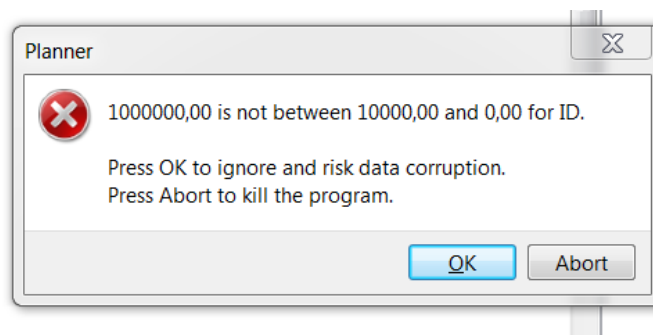 Planner
1000000,00 is not between 10000,00 and 0,00 for ID.
Press OK to ignore and risk data corruption.
Press Abort to kill the program.
OK
Abort